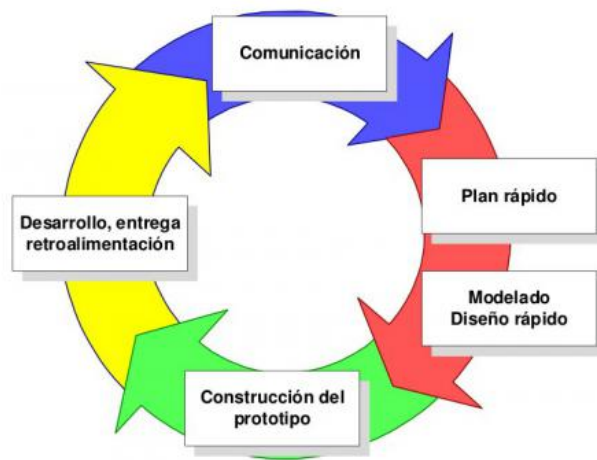 Comunicación
Plan rápido
Modelado
Diseño rápido
Construcción del
prototipo
Desarrollo, entrega
retroalimentación